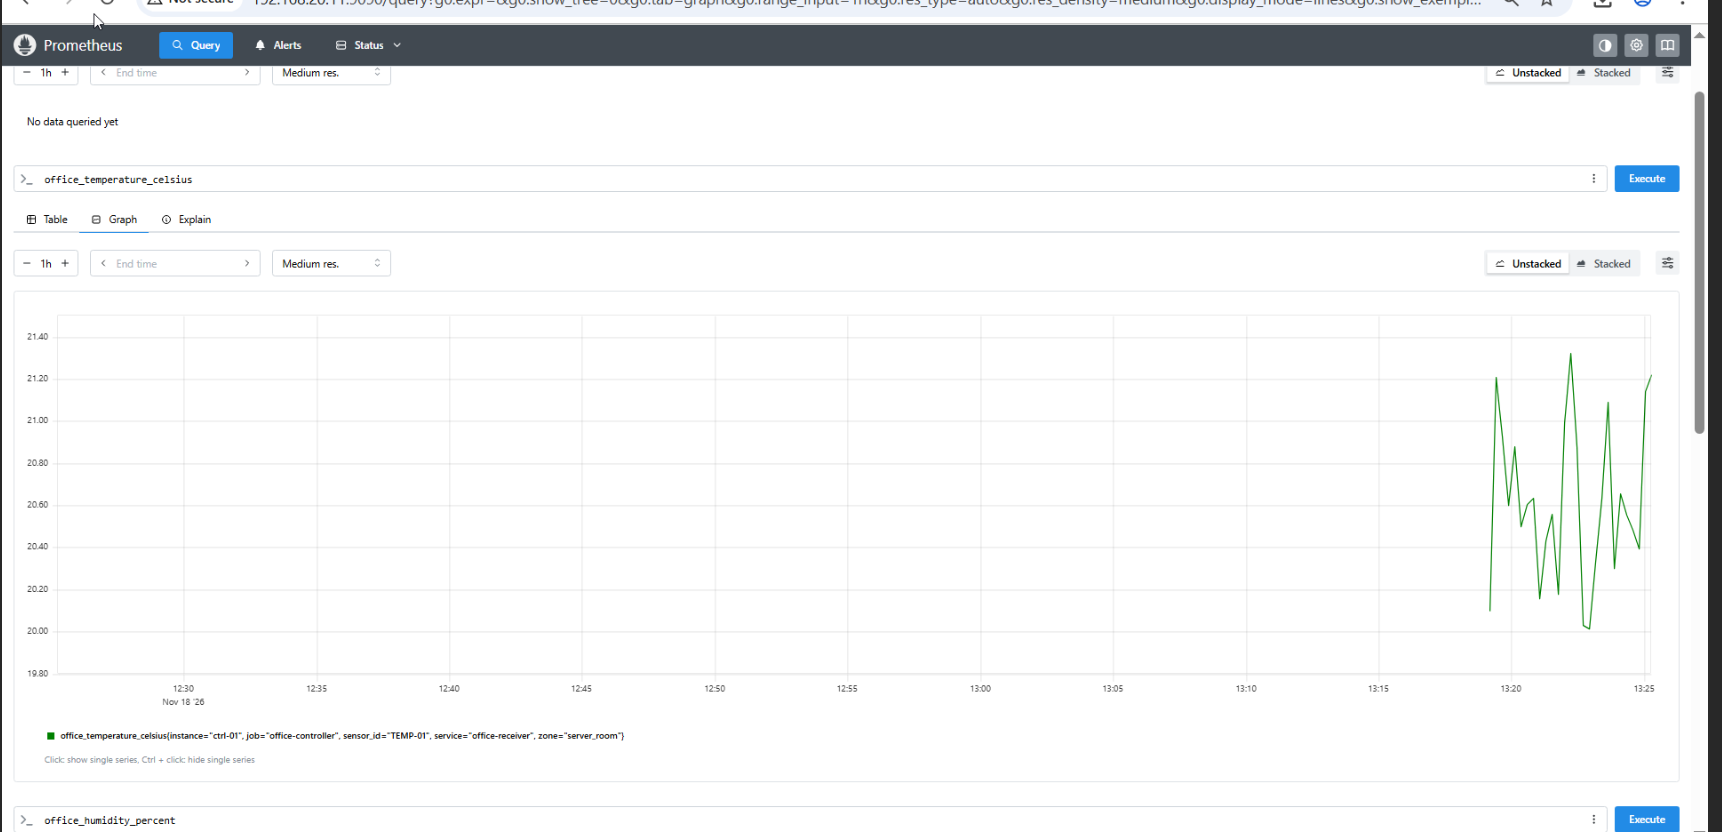 Not secure
Prometheus Query Alerts Status
1h End time Medium res. Unstacked Stacked
No data queried yet
>_ office_temperature_celsius Execute
Table Graph Explain
1h End time Medium res. Unstacked Stacked
21.40
21.20
21.00
20.80
20.60
20.40
20.20
20.00
19.80
12:30 12:35 12:40 12:45 12:50 12:55 13:00 13:05 13:10 13:15 13:20 13:25
Nov 18 '26
office_temperature_celsius{instance="ctrl-01", job="office-controller", sensor_id="TEMP-01", service="office-receiver", zone="server_room"}
Click: show single series, Ctrl + click: hide single series
>_ office_humidity_percent Execute